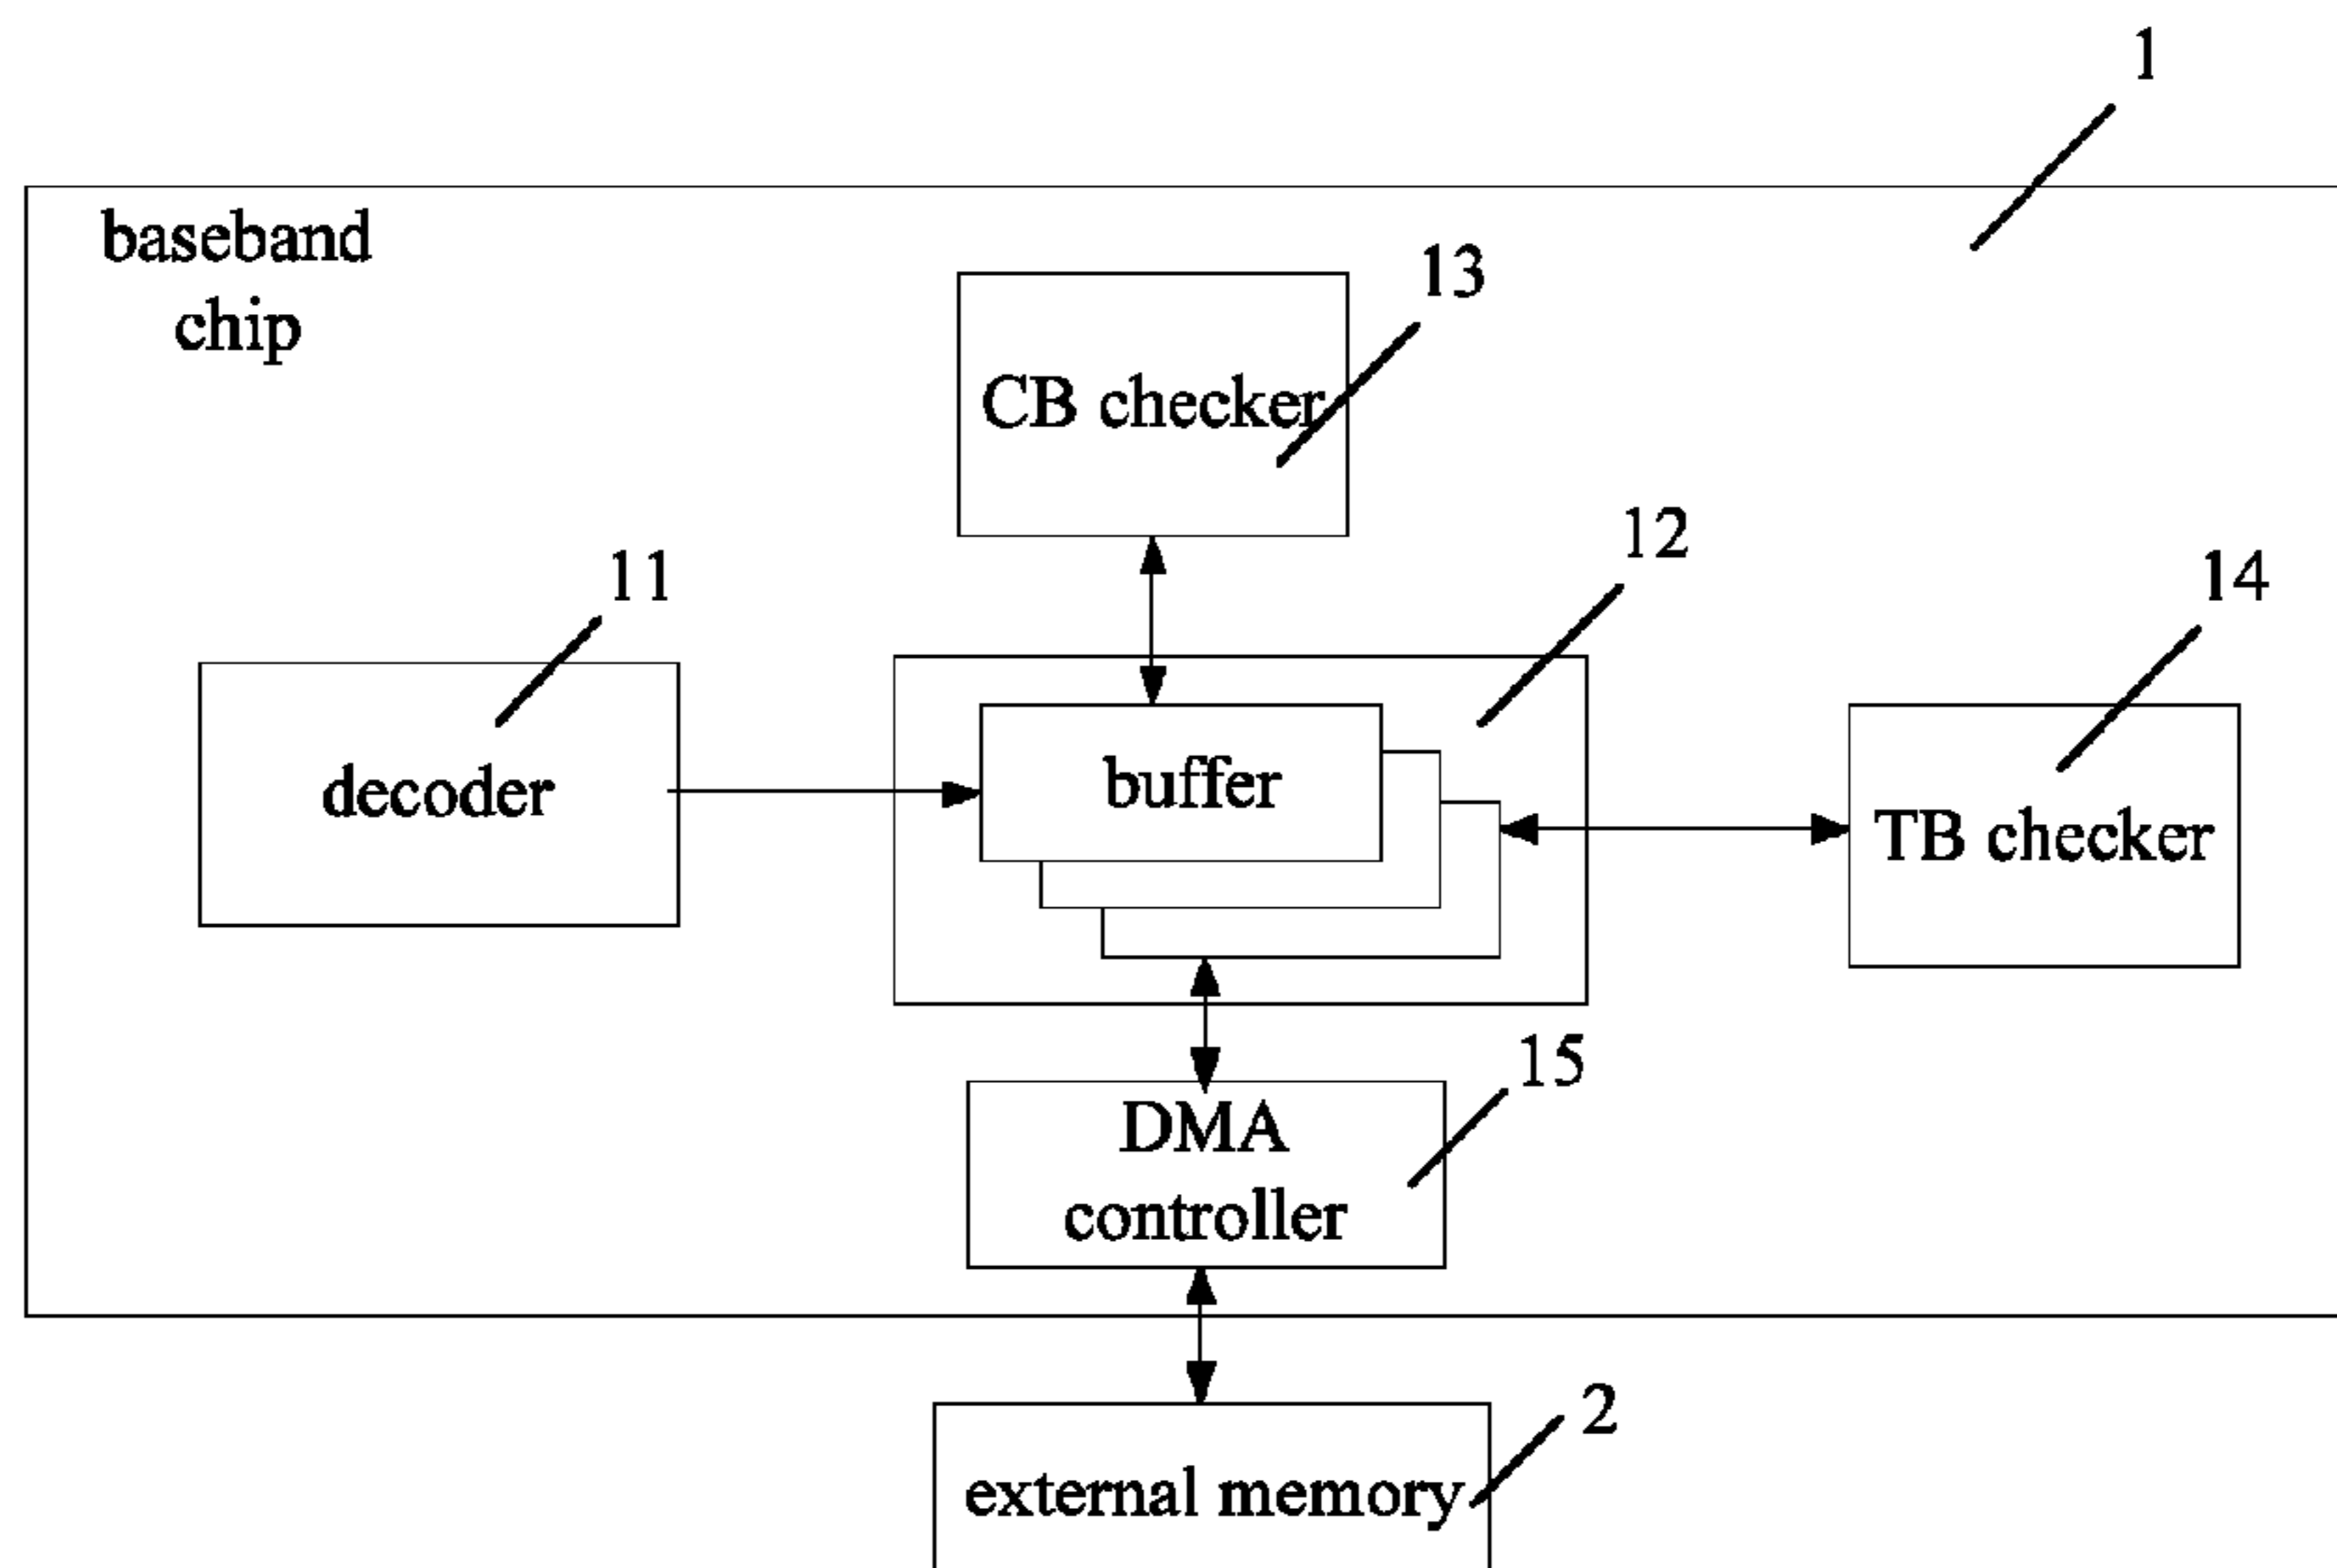 1
baseband
chip
13
CB checker
12
11
14
buffer
decoder
TB checker
15
DMA
controller
2
external memory